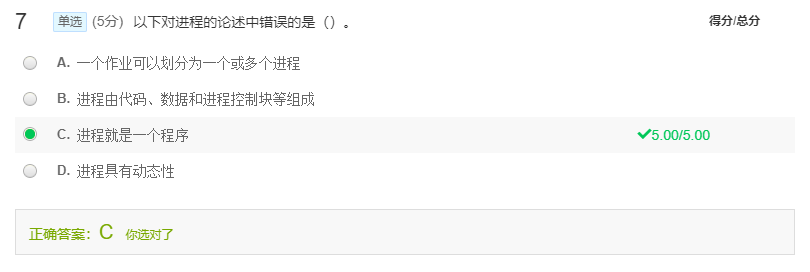 7 单选 (5分) 以下对进程的论述中错误的是（）。 得分/总分
A. 一个作业可以划分为一个或多个进程
B. 进程由代码、数据和进程控制块等组成
C. 进程就是一个程序 5.00/5.00
D. 进程具有动态性
正确答案：C 你选对了